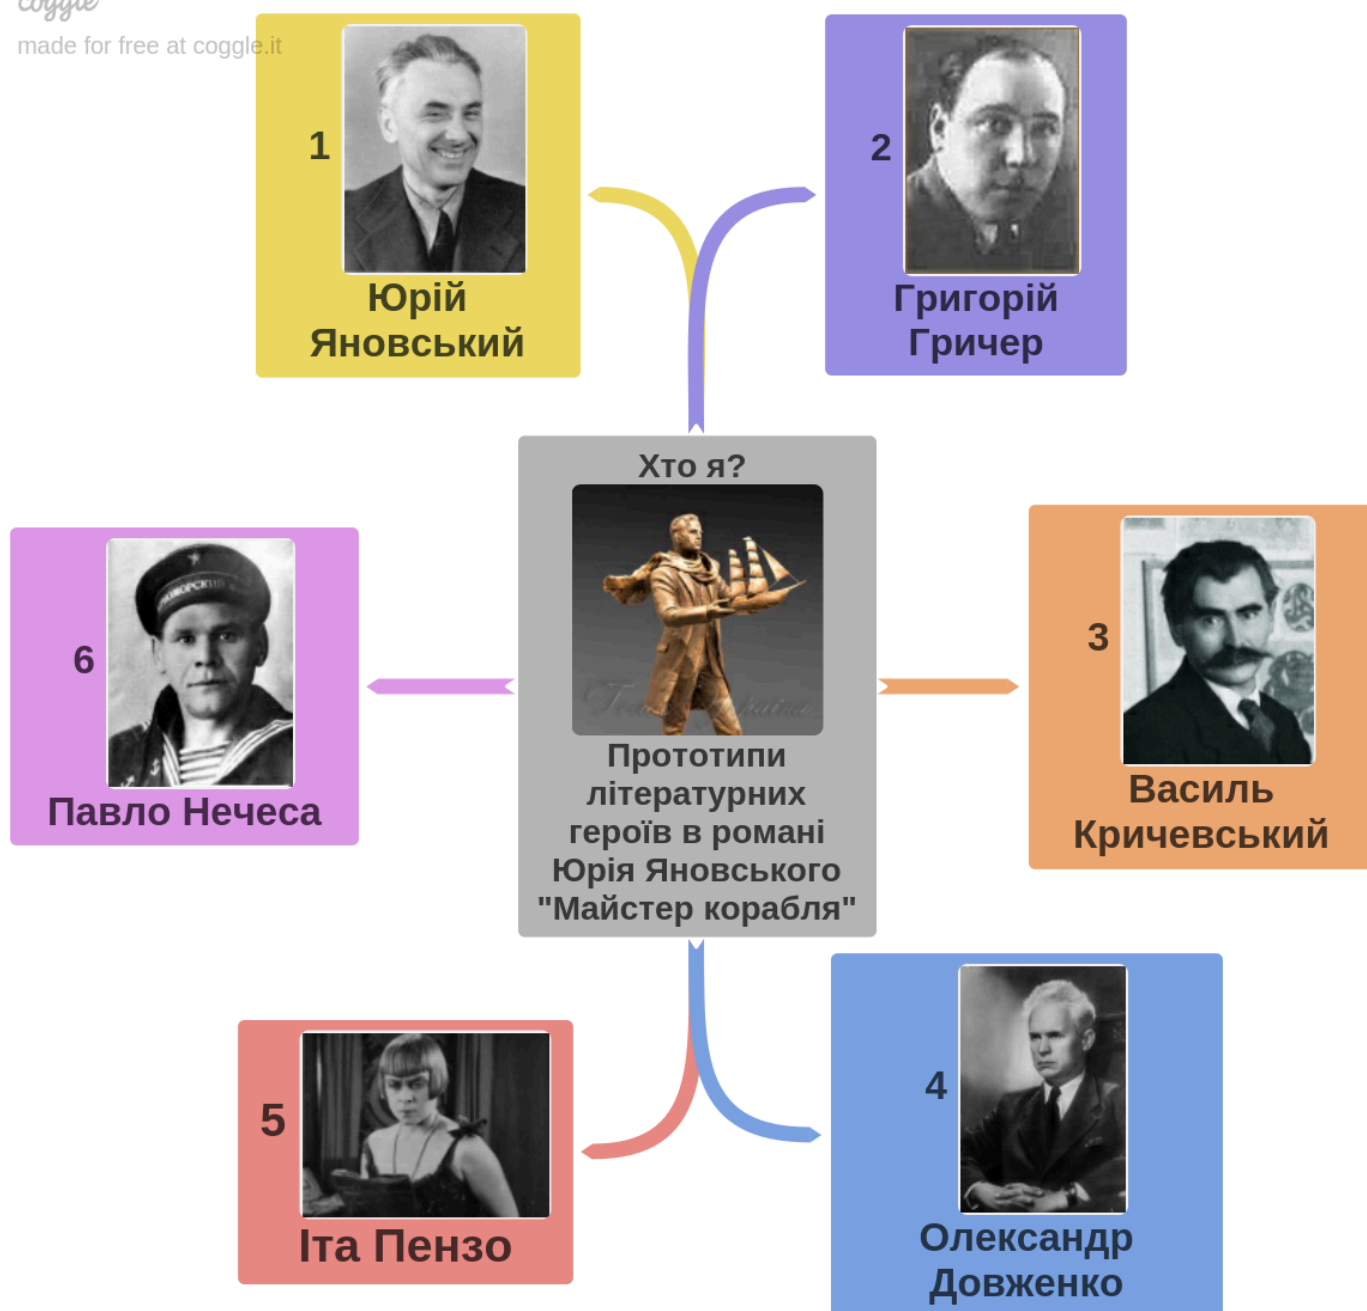 coggle
made for free at coggle.it
1
Юрій
Яновський
2
Григорій
Гричер
Хто я?
Прототипи
літературних
героїв в романі
Юрія Яновського
"Майстер корабля"
3
Василь
Кричевський
4
Олександр
Довженко
5
Іта Пензо
6
Павло Нечеса